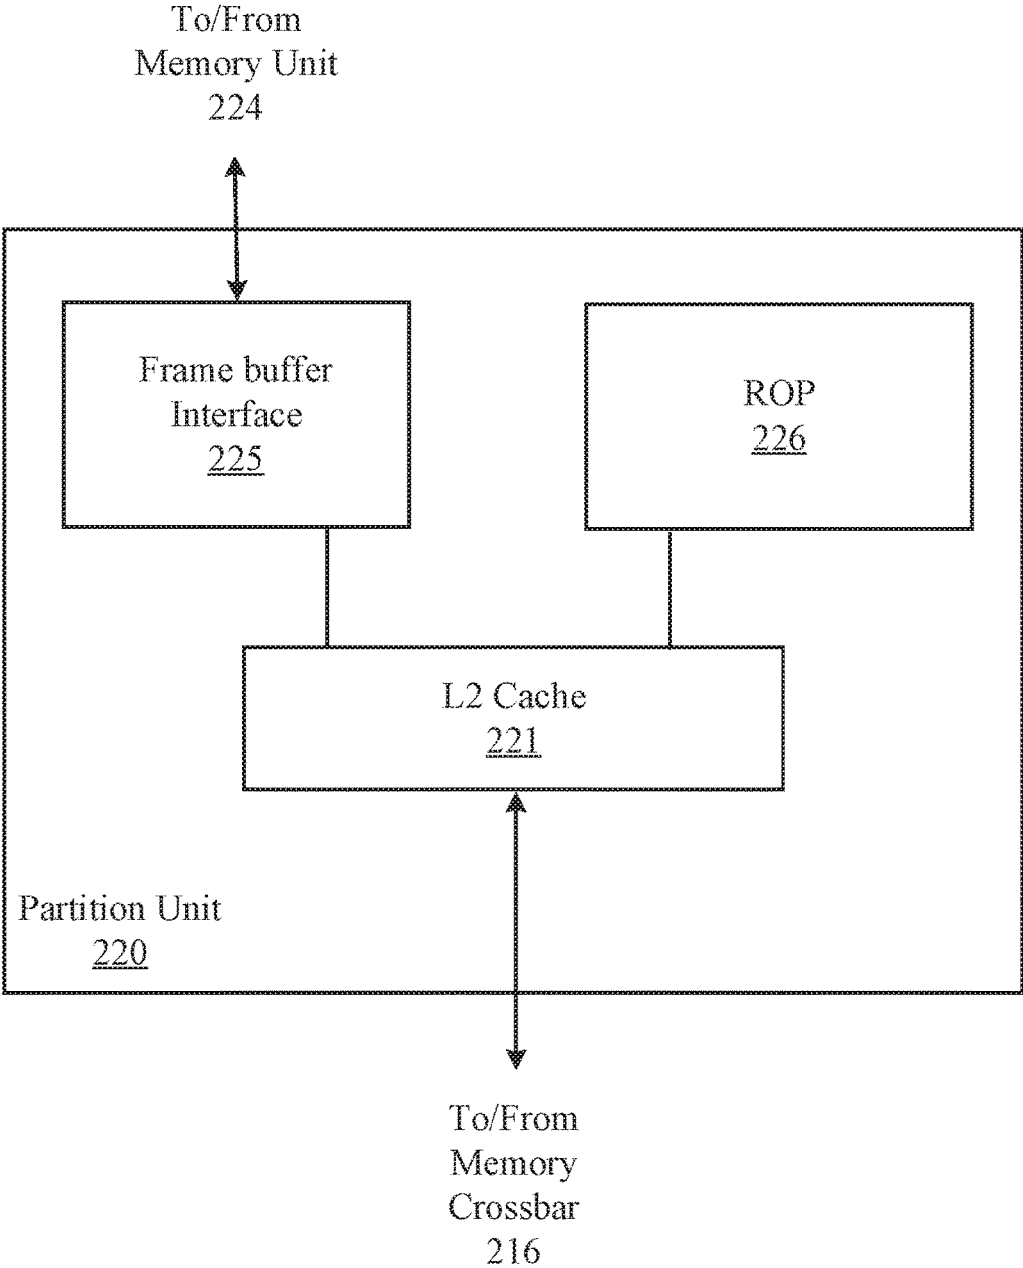 To/From
Memory Unit
224
Frame buffer
Interface
225
ROP
226
L2 Cache
221
Partition Unit
220
To/From
Memory
Crossbar
216